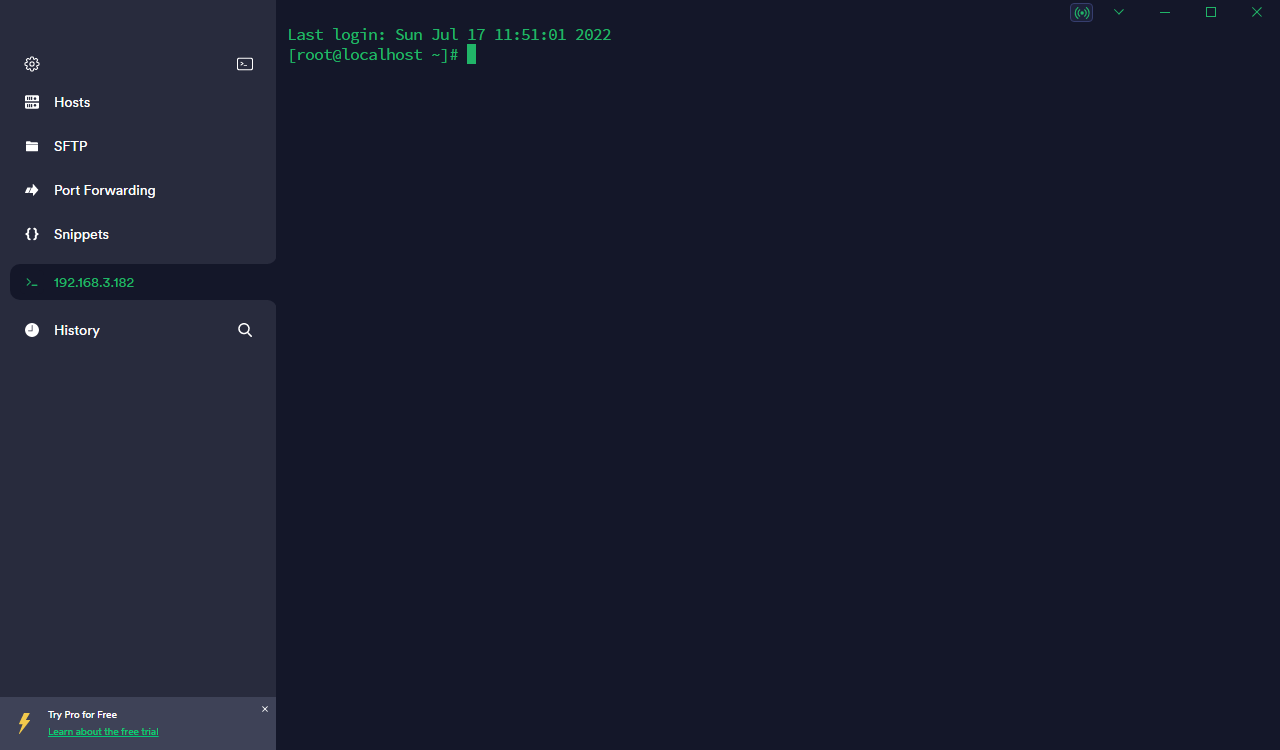 Hosts
SFTP
Port Forwarding
Snippets
192.168.3.182
History
Try Pro for Free
Learn about the free trial
Last login: Sun Jul 17 11:51:01 2022
[root@localhost ~]#